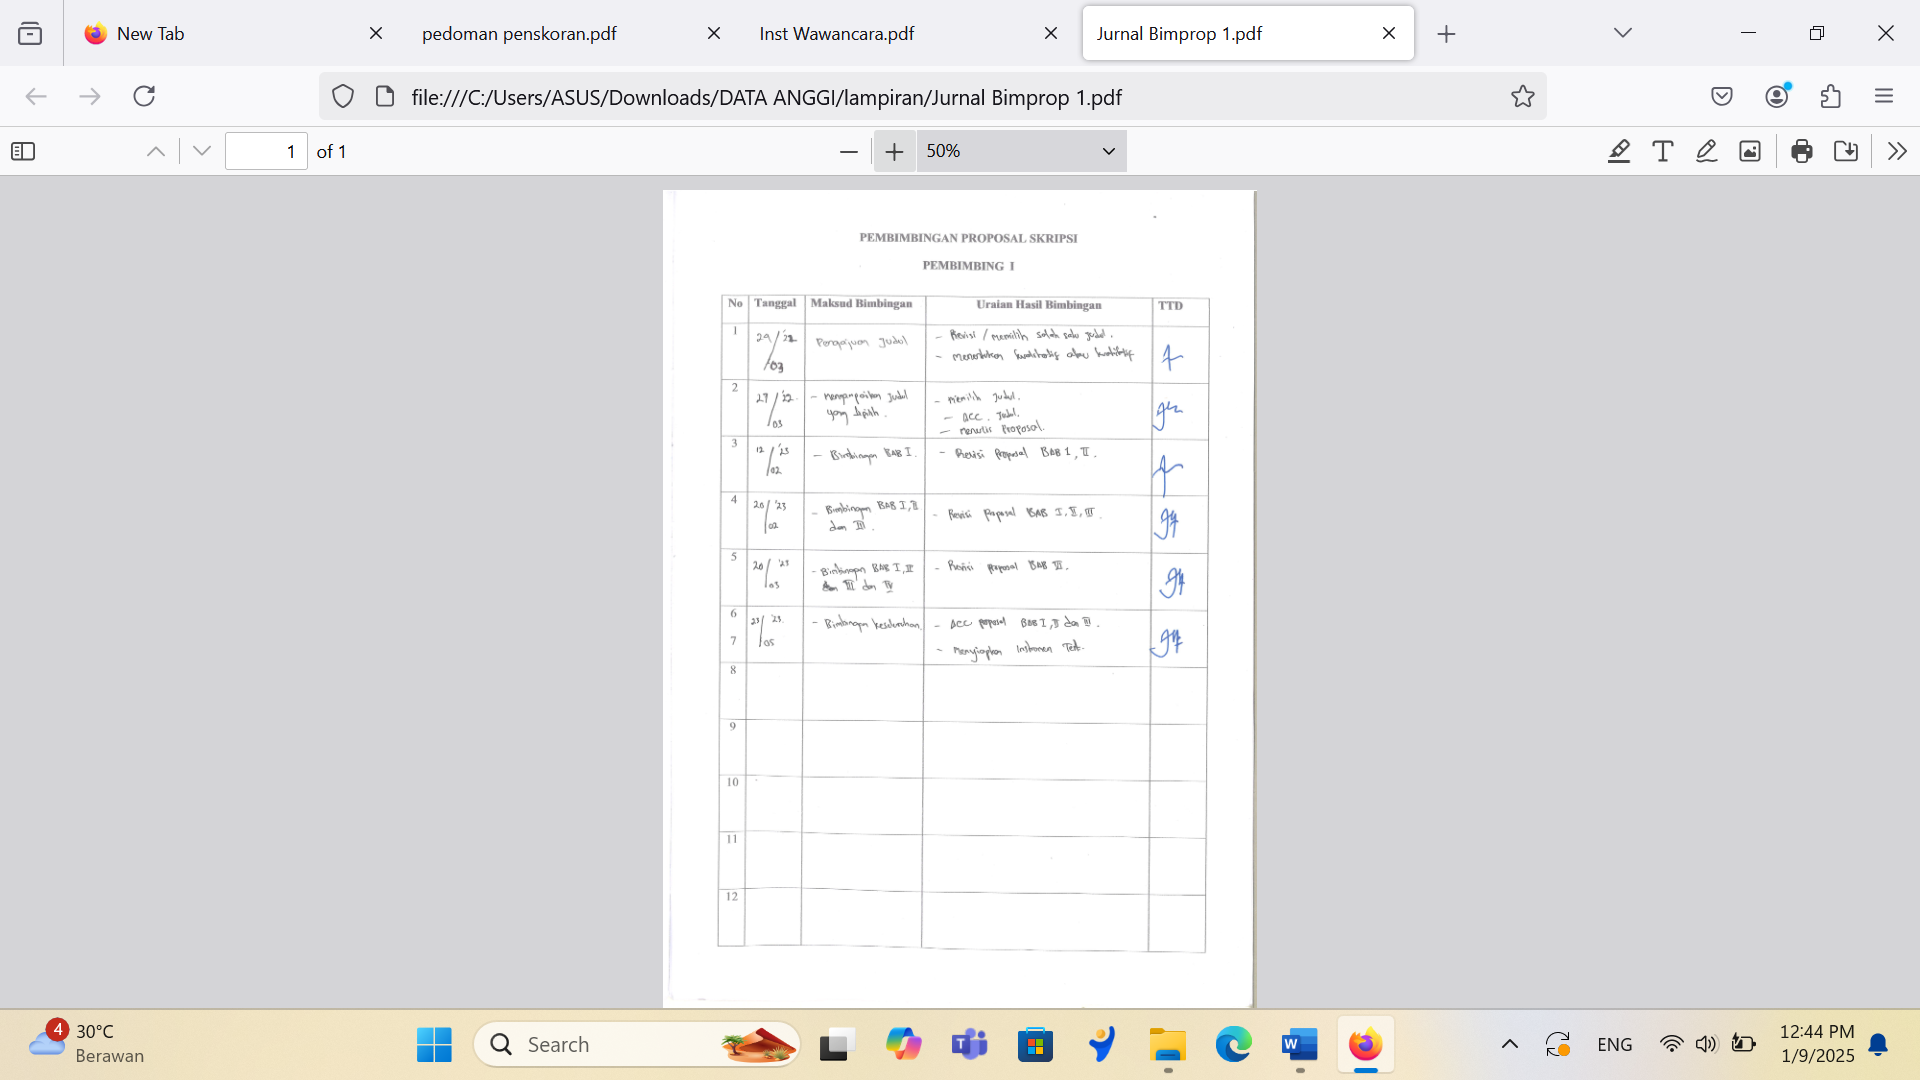 New Tab
pedoman penskoran.pdf
Inst Wawancara.pdf
Jurnal Bimprop 1.pdf
file:///C:/Users/ASUS/Downloads/DATA ANGGI/lampiran/Jurnal Bimprop 1.pdf
1 of 1
50%
PEMBIMBINGAN PROPOSAL SKRIPSI
PEMBIMBING I
No Tanggal Maksud Bimbingan Uraian Hasil Bimbingan TTD
1 Pengajuan Judul - Revisi / memilih salah satu judul.
03 - menentukan kualitatif atau
2 27/'22 - menyampaikan Judul - Memilih Judul.
03 yang dipilih. - ACC. Judul.
- menulis Proposal.
3 12/'23 - Bimbingan BAB I. - Revisi Proposal BAB I, II.
02
4 20/'23 - Bimbingan BAB I, II - Revisi Proposal BAB I, II, III.
02 dan III.
5 20/'23 - Bimbingan BAB I, II - Revisi proposal BAB III.
03 III dan IV
6 23/'23. - Bimbingan keseluruhan. - ACC proposal BAB I, II dan III.
7 05 - Menyiapkan Instrumen Tes.
8
9
10
11
12
4
30°C
Berawan
Search
ENG
12:44 PM
1/9/2025